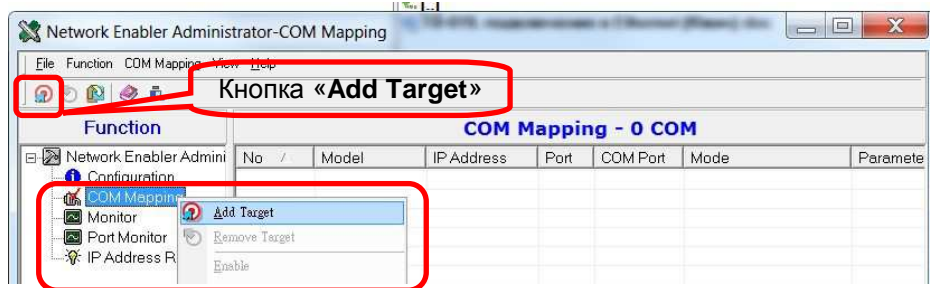 Network Enabler Administrator-COM Mapping
File Function COM Mapping View Help
Кнопка «Add Target»
Function
COM Mapping - 0 COM
Network Enabler Admini
No / Model IP Address Port COM Port Mode Paramete
Configuration
COM Mapping
Monitor
Port Monitor
IP Address R
Add Target
Remove Target
Enable